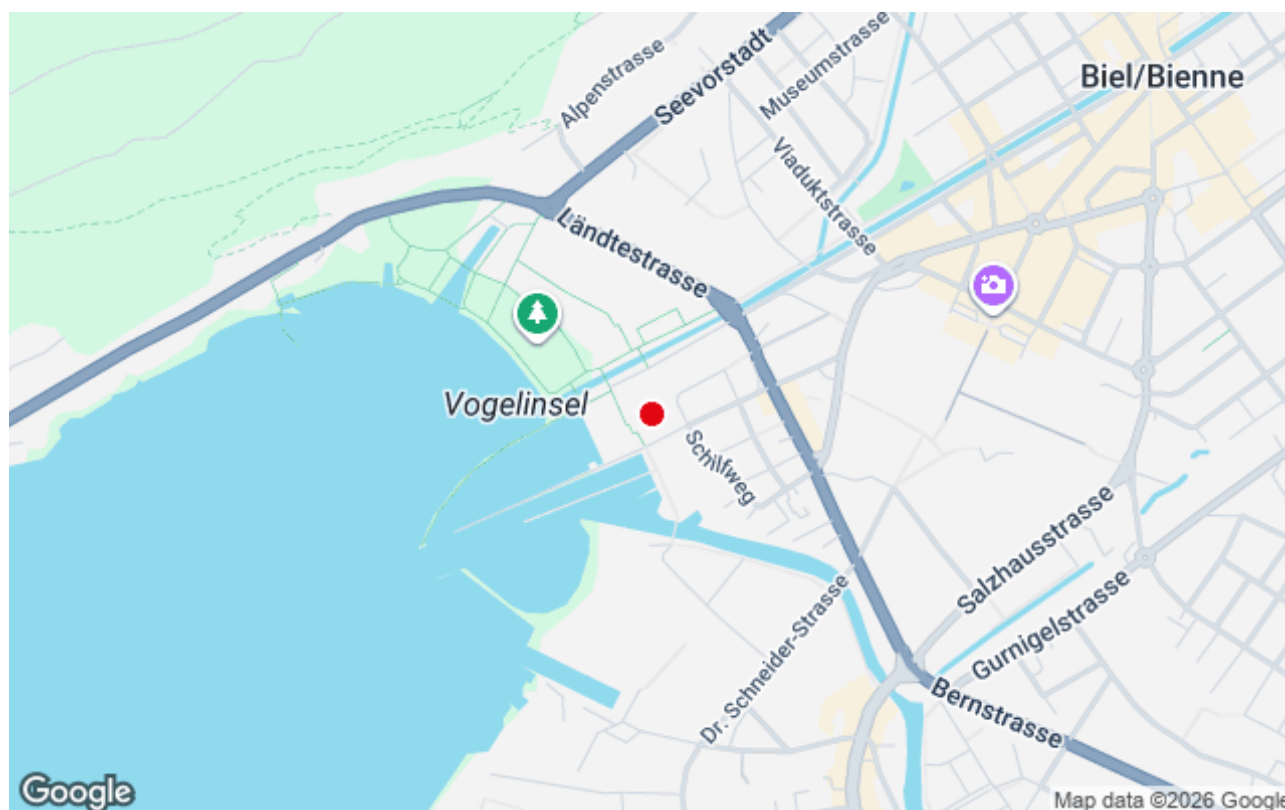 Biel/Bienne
Seevorstadt
Alpenstrasse
Museumstrasse
Viaduktstrasse
Ländtestrasse
Vogelinsel
Schilfweg
Salzhausstrasse
Gurnigelstrasse
Dr. Schneider-Strasse
Bernstrasse
Google
Map data ©2026 Google